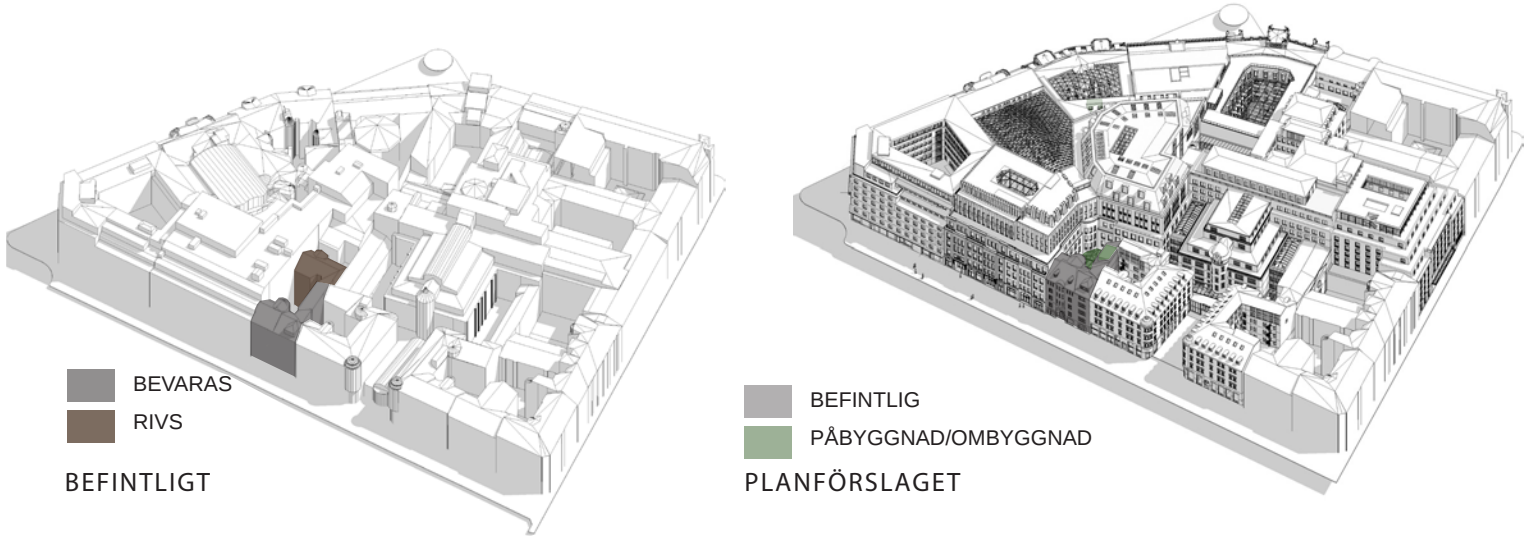 BEVARAS
RIVS
BEFINTLIGT
BEFINTLIG
PÅBYGGNAD/OMBYGGNAD
PLANFÖRSLAGET